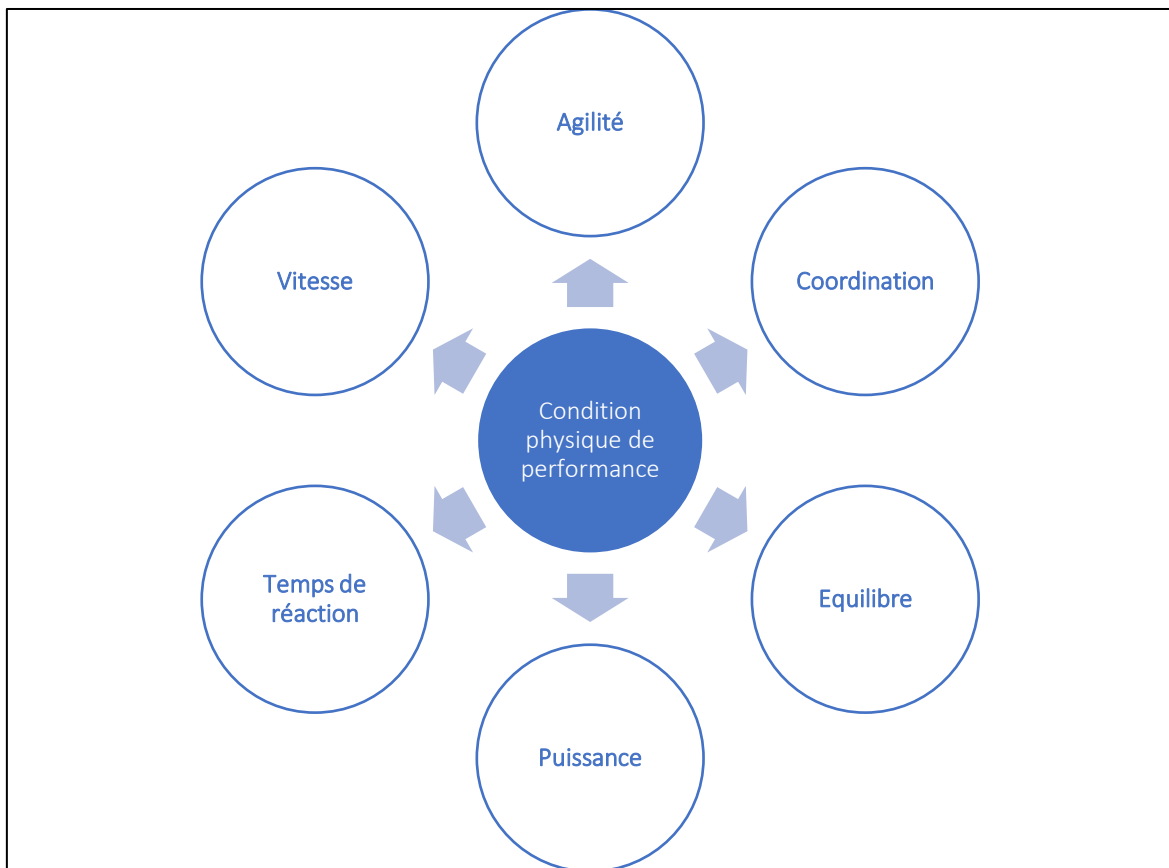 Agilité
Vitesse
Coordination
Condition
physique de
performance
Temps de
réaction
Equilibre
Puissance